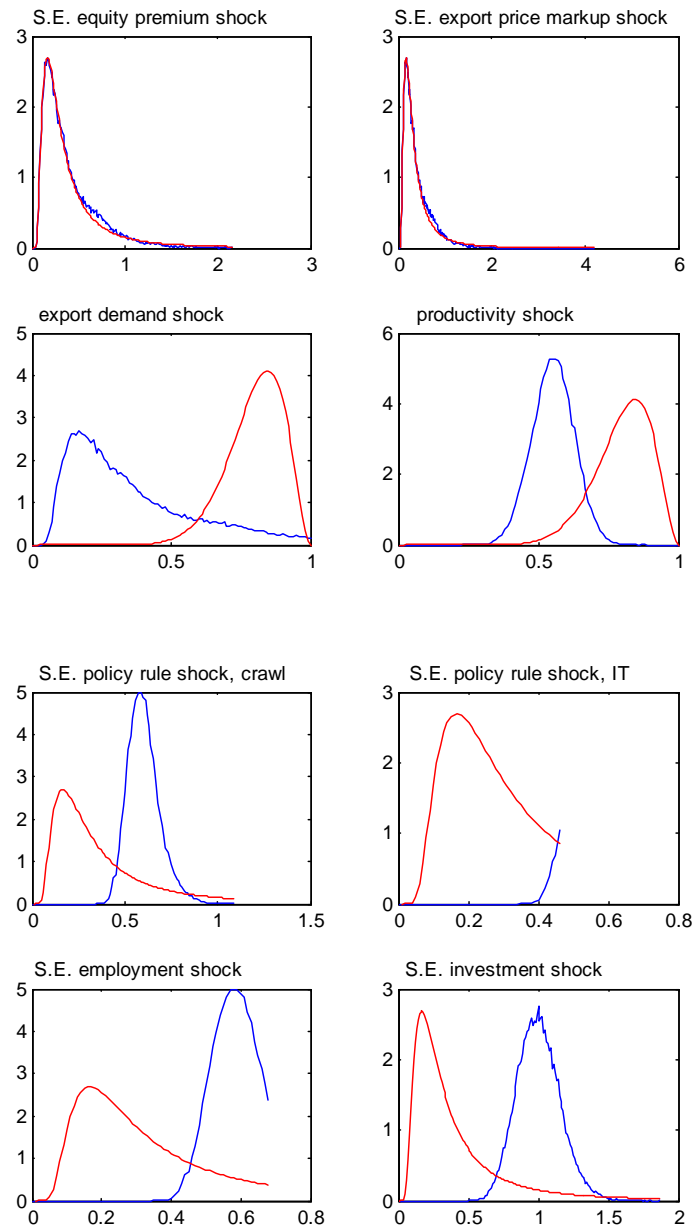 S.E. equity premium shock
3
2
1
0
0 1 2 3
S.E. export price markup shock
3
2
1
0
0 2 4 6
export demand shock
5
4
3
2
1
0
0 0.5 1
productivity shock
6
4
2
0
0 0.5 1
S.E. policy rule shock, crawl
5
4
3
2
1
0
0 0.5 1 1.5
S.E. policy rule shock, IT
3
2
1
0
0 0.2 0.4 0.6 0.8
S.E. employment shock
5
4
3
2
1
0
0 0.2 0.4 0.6 0.8
S.E. investment shock
3
2
1
0
0 0.5 1 1.5 2